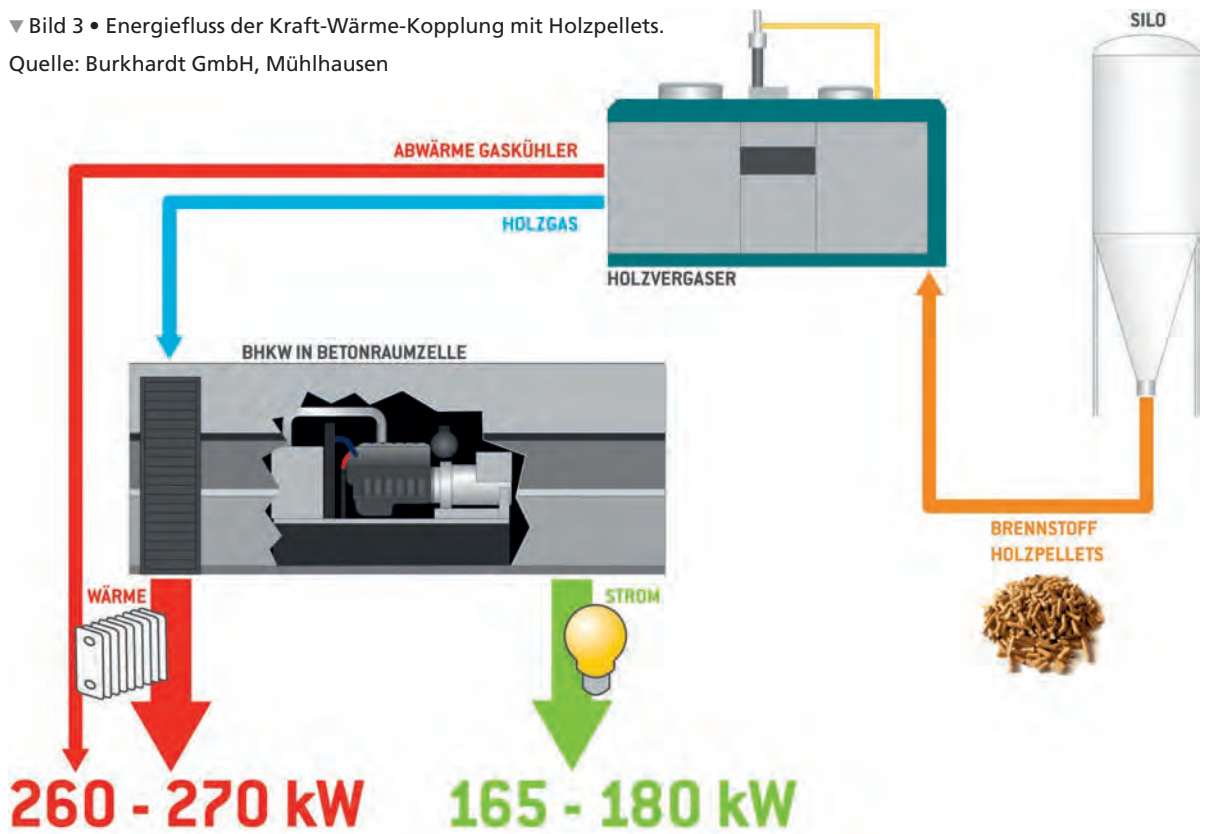 ▼ Bild 3 • Energiefluss der Kraft-Wärme-Kopplung mit Holzpellets.
Quelle: Burkhardt GmbH, Mühlhausen
SILO
ABWÄRME GASKÜHLER
HOLZGAS
HOLZVERGASER
BHKW IN BETONRAUMZELLE
BRENNSTOFF
HOLZPELLETS
WÄRME
STROM
260 - 270 kW
165 - 180 kW